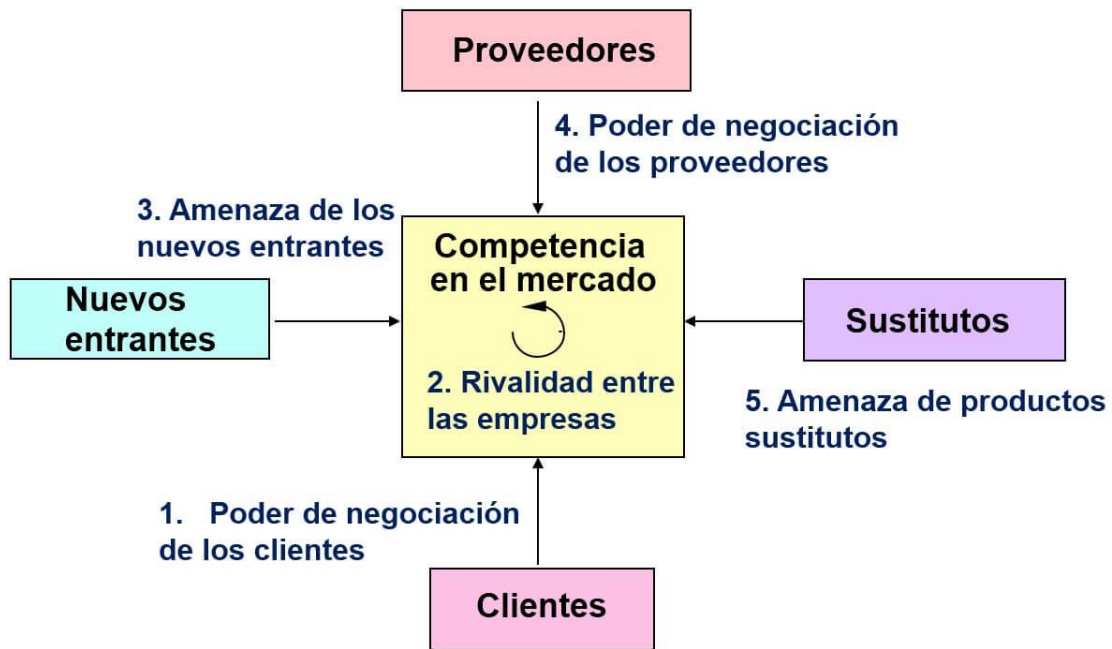 Proveedores
4. Poder de negociación
de los proveedores
3. Amenaza de los
nuevos entrantes
Competencia
en el mercado
Nuevos
entrantes
Sustitutos
2. Rivalidad entre
las empresas
5. Amenaza de productos
sustitutos
1. Poder de negociación
de los clientes
Clientes